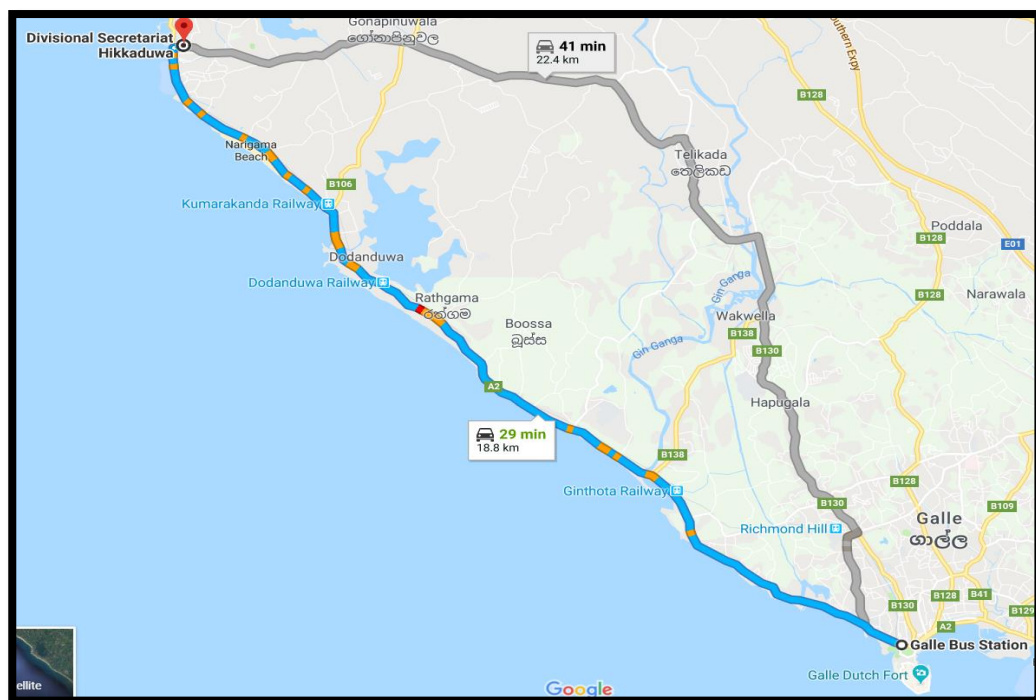 Gonapinuwala
ගෝනාපිනුවල
Divisional Secretariat
Hikkaduwa
41 min
22.4 km
Southern Expy
B128
Narigama
Beach
Telikada
තෙලිකඩ
B106
Kumarakanda Railway
Poddala
B128
E01
Dodanduwa
Dodanduwa Railway
Gin Ganga
B128
Narawala
Rathgama
රත්ගම
Boossa
බූස්ස
Wakwella
B138
Gin Ganga
B130
A2
Hapugala
29 min
18.8 km
B138
B128
Ginthota Railway
B130
B109
Richmond Hill
Galle
ගාල්ල
B128
B41
B130
B129
A2
Galle Bus Station
Galle Dutch Fort
ellite
Google